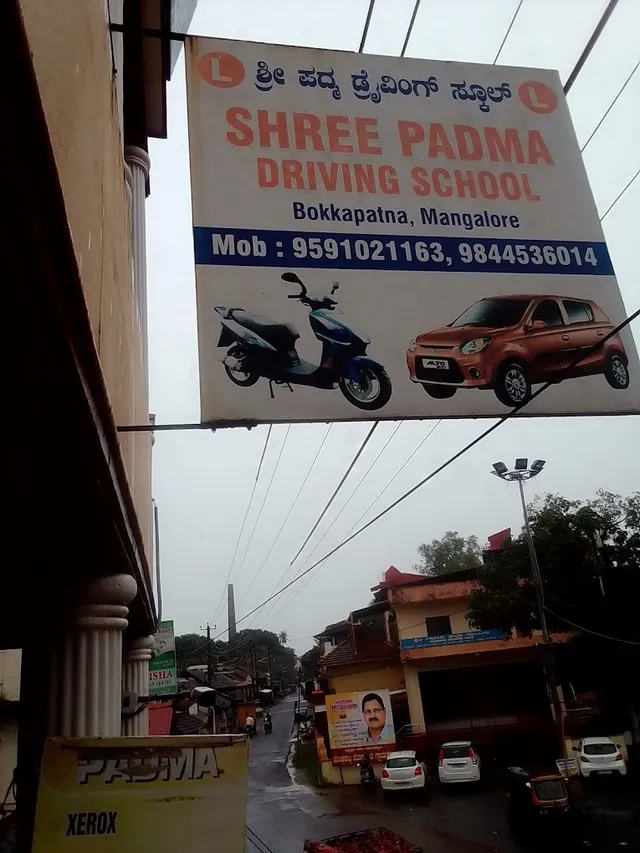 L ಶ್ರೀ ಪದ್ಮ ಡ್ರೈವಿಂಗ್ ಸ್ಕೂಲ್ L
SHREE PADMA
DRIVING SCHOOL
Bokkapatna, Mangalore
Mob : 9591021163, 9844536014
PADMA
XEROX